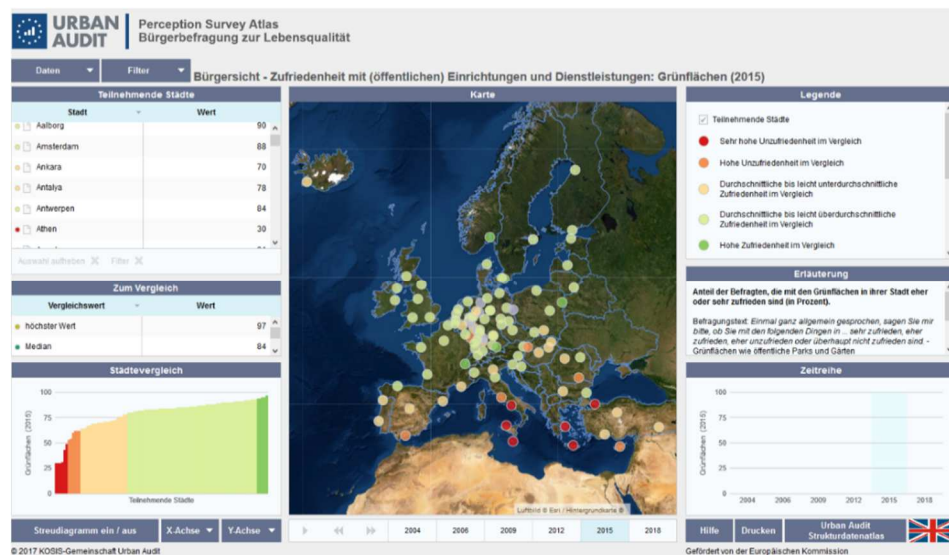 URBAN
AUDIT
Perception Survey Atlas
Bürgerbefragung zur Lebensqualität
Daten
Filter
Bürgersicht - Zufriedenheit mit (öffentlichen) Einrichtungen und Dienstleistungen: Grünflächen (2015)
Teilnehmende Städte
Stadt Wert
Aalborg 90
Amsterdam 88
Ankara 70
Antalya 78
Antwerpen 84
Athen 30
Auswahl aufheben Filter
Zum Vergleich
Vergleichswert Wert
höchster Wert 97
Median 84
Städtevergleich
Grünflächen (2015)
100
75
50
25
0
Teilnehmende Städte
Streudiagramm ein / aus
X-Achse
Y-Achse
© 2017 KOSIS-Gemeinschaft Urban Audit
Karte
Luftbild © Esri / Hintergrundkarte ©
2004 2006 2009 2012 2015 2018
Legende
Teilnehmende Städte
Sehr hohe Unzufriedenheit im Vergleich
Hohe Unzufriedenheit im Vergleich
Durchschnittliche bis leicht unterdurchschnittliche
Zufriedenheit im Vergleich
Durchschnittliche bis leicht überdurchschnittliche
Zufriedenheit im Vergleich
Hohe Zufriedenheit im Vergleich
Erläuterung
Anteil der Befragten, die mit den Grünflächen in ihrer Stadt eher
oder sehr zufrieden sind (in Prozent).
Befragungstext: Einmal ganz allgemein gesprochen, sagen Sie mir
bitte, ob Sie mit den folgenden Dingen in ... sehr zufrieden, eher
zufrieden, eher unzufrieden oder überhaupt nicht zufrieden sind. -
Grünflächen wie öffentliche Parks und Gärten
Zeitreihe
Grünflächen (2015)
100
75
50
25
0
2004 2006 2009 2012 2015 2018
Hilfe
Drucken
Urban Audit
Strukturdatenatlas
Gefördert von der Europäischen Kommission